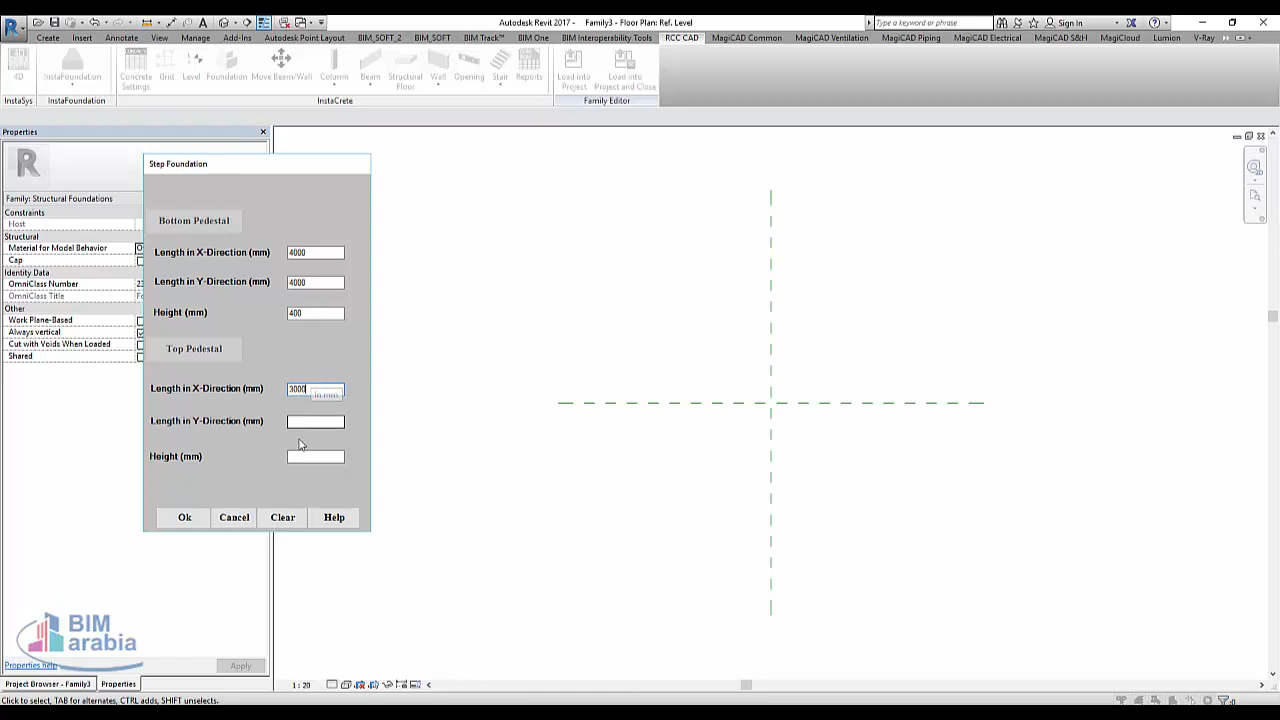 Autodesk Revit 2017 - Family3 - Floor Plan: Ref. Level
Type a keyword or phrase
Sign In
Create Insert Annotate View Manage Add-Ins Autodesk Point Layout BIM_SOFT_2 BIM_SOFT BIM Track™ BIM One BIM Interoperability Tools RCC CAD MagiCAD Common MagiCAD Ventilation MagiCAD Piping MagiCAD Electrical MagiCAD S&H MagiCloud Lumion V-Ray
4D InstaFoundation Concrete Settings Grid Level Foundation Move Beam/Wall Column Beam Structural Floor Wall Opening Stair Reports Load into Project Load into Project and Close
InstaSys InstaFoundation InstaCrete Family Editor
Properties
R
Family: Structural Foundations
Constraints
Host
Structural
Material for Model Behavior
Cap
Identity Data
OmniClass Number
OmniClass Title
Other
Work Plane-Based
Always vertical
Cut with Voids When Loaded
Shared
Step Foundation
Bottom Pedestal
Length in X-Direction (mm) 4000
Length in Y-Direction (mm) 4000
Height (mm) 400
Top Pedestal
Length in X-Direction (mm) 3000
in mm
Length in Y-Direction (mm)
Height (mm)
Ok Cancel Clear Help
BIM
arabia
Properties help Apply
Project Browser - Family3 Properties
1 : 20
Click to select, TAB for alternates, CTRL adds, SHIFT unselects.
:0